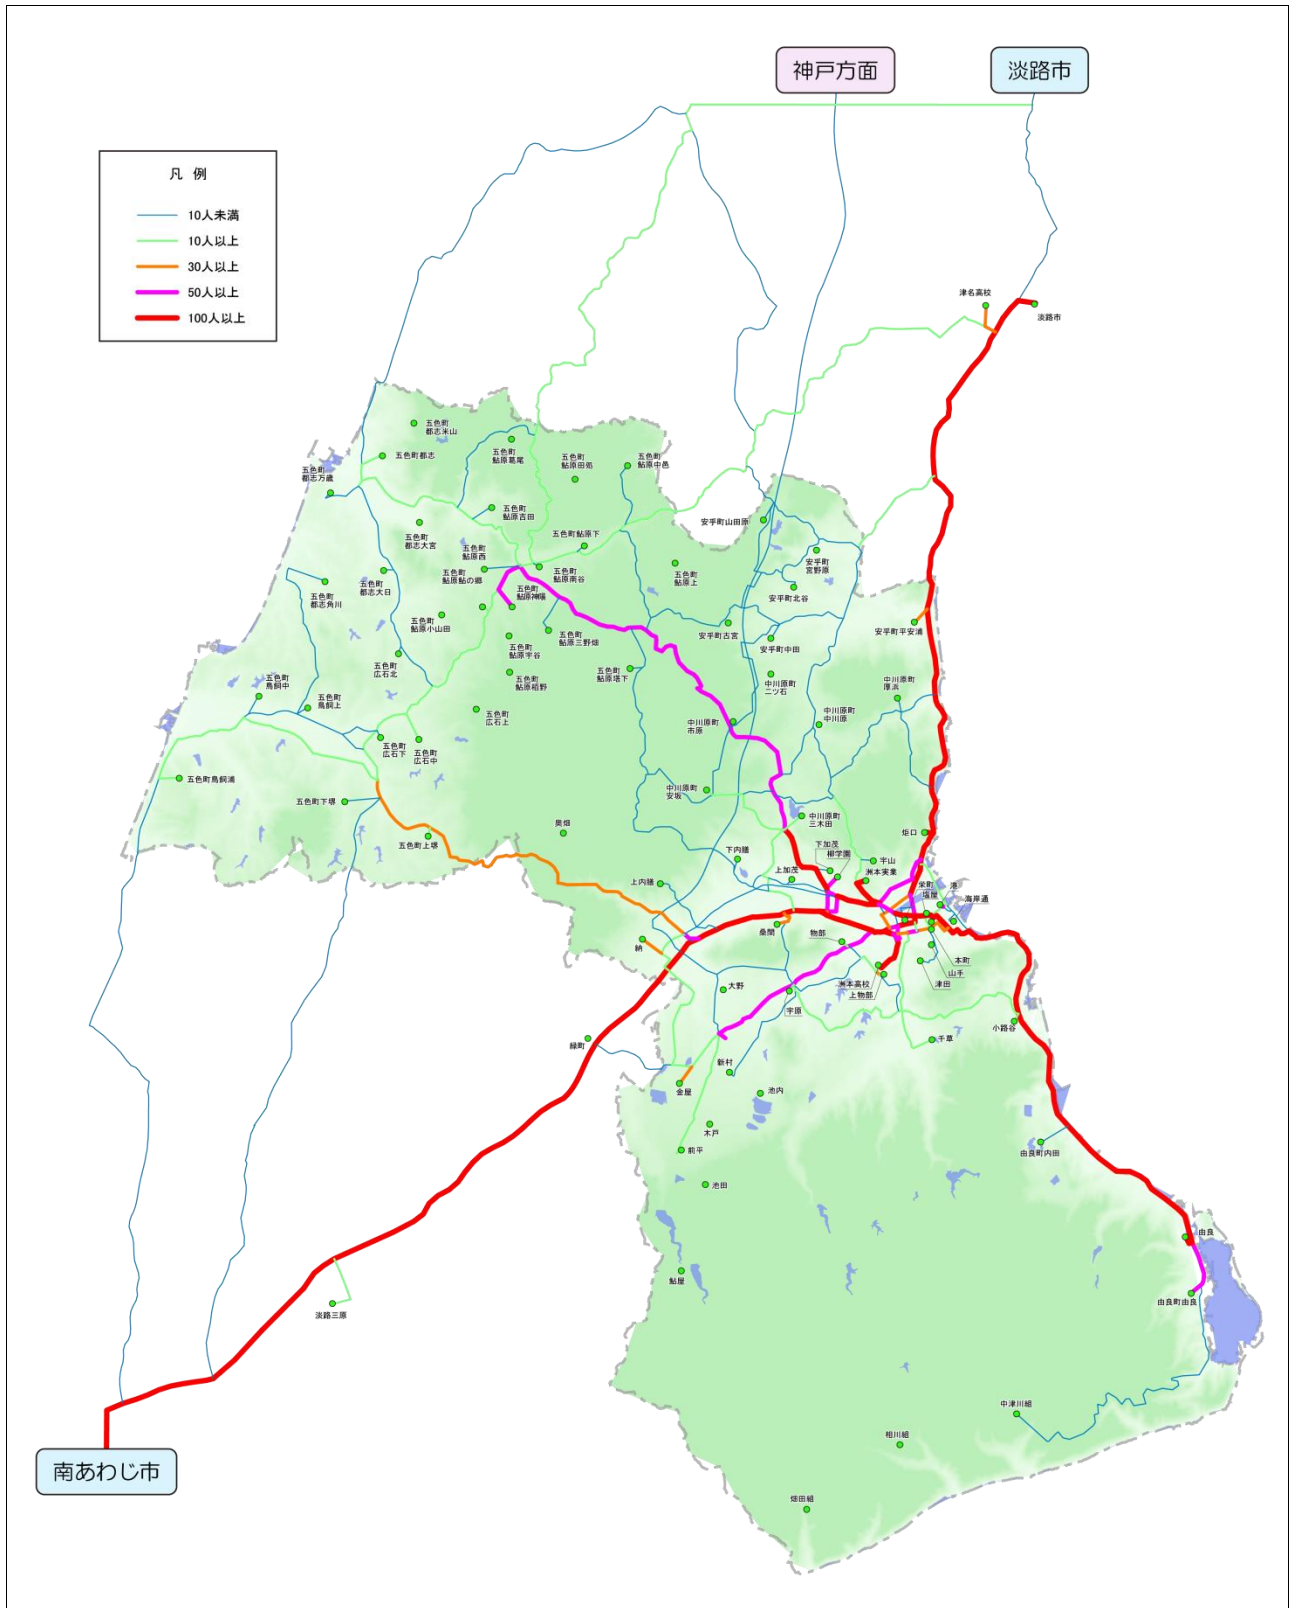 神戸方面
淡路市
凡 例
10人未満
10人以上
30人以上
50人以上
100人以上
津名高校
淡路市
五色町
都志米山
五色町都志
五色町
鮎原葛尾
五色町
鮎原田処
五色町
鮎原中邑
五色町
都志万歳
五色町
鮎原吉田
五色町
都志大宮
五色町
鮎原西
五色町鮎原下
安乎町山田原
五色町
鮎原鮎の郷
五色町
鮎原南谷
五色町
鮎原上
安乎町
宮野原
安乎町北谷
五色町
都志角川
五色町
都志大日
五色町
鮎原神陽
五色町
鮎原小山田
五色町
鮎原宇谷
五色町
鮎原三野畑
安乎町古宮
安乎町中田
安乎町平安浦
五色町
広石北
五色町
鮎原栢野
五色町
鮎原塔下
中川原町
二ツ石
中川原町
厚浜
五色町
鳥飼中
五色町
鳥飼上
五色町
広石上
中川原町
市原
中川原町
中川原
五色町
広石下
五色町
広石中
五色町鳥飼浦
五色町下堺
中川原町
安坂
中川原町
三木田
五色町上堺
奥畑
炬口
下内膳
下加茂
柳学園
宇山
上加茂
洲本実業
上内膳
栄町
塩屋
港
海岸通
桑間
物部
納
本町
山手
津田
洲本高校
上物部
大野
宇原
小路谷
千草
緑町
新村
金屋
池内
木戸
前平
由良町内田
池田
由良
鮎屋
由良町由良
淡路三原
中津川組
相川組
南あわじ市
畑田組